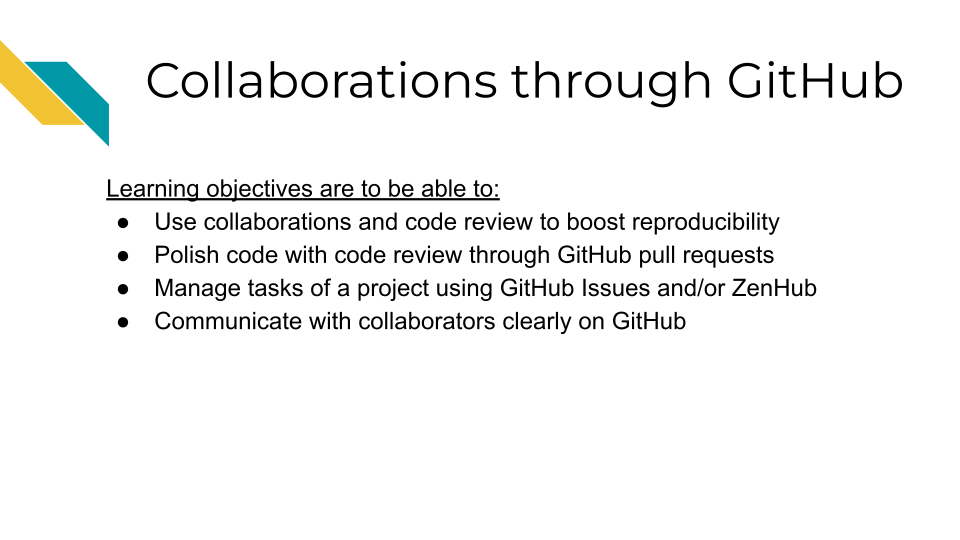 Collaborations through GitHub
Learning objectives are to be able to:
● Use collaborations and code review to boost reproducibility
● Polish code with code review through GitHub pull requests
● Manage tasks of a project using GitHub Issues and/or ZenHub
● Communicate with collaborators clearly on GitHub